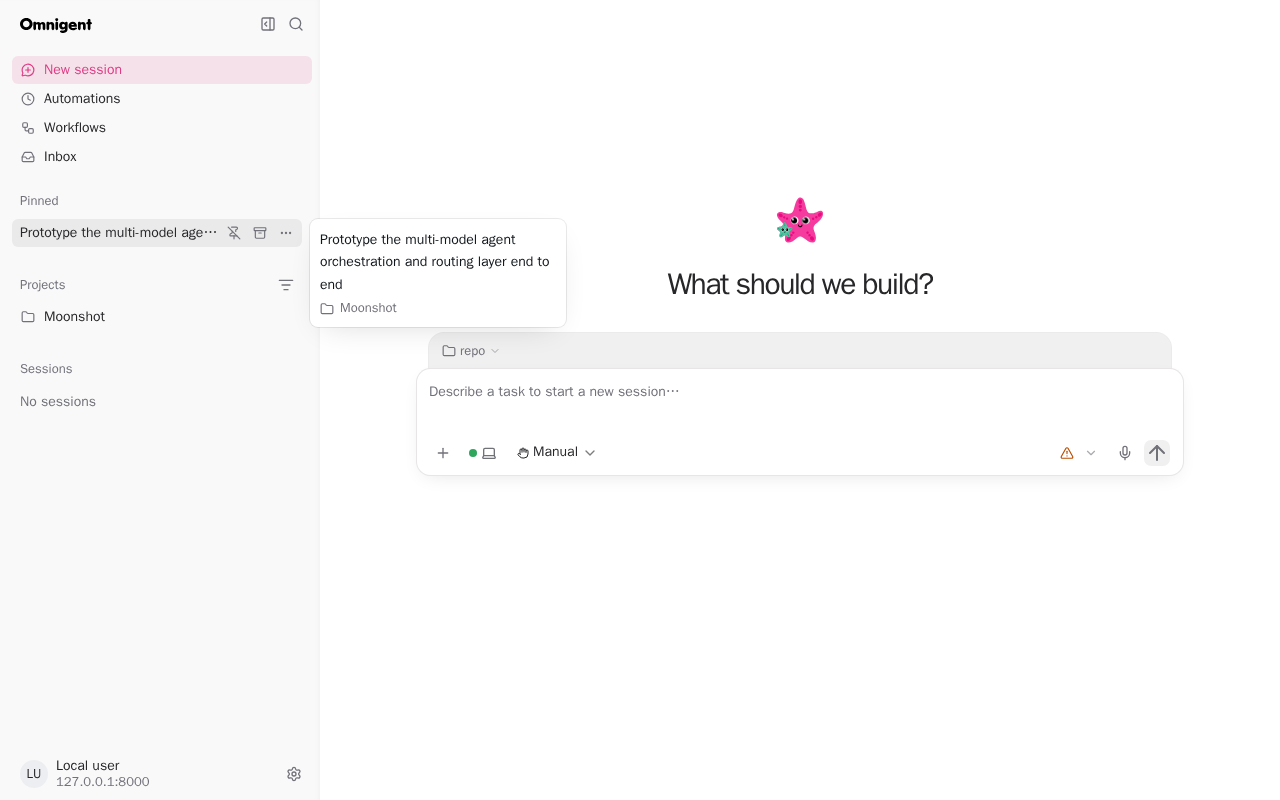 Omnigent
New session
Automations
Workflows
Inbox
Pinned
Prototype the multi-model age···
Projects
Moonshot
Sessions
No sessions
LU
Local user
127.0.0.1:8000
Prototype the multi-model agent
orchestration and routing layer end to
end
Moonshot
What should we build?
repo
Describe a task to start a new session···
Manual